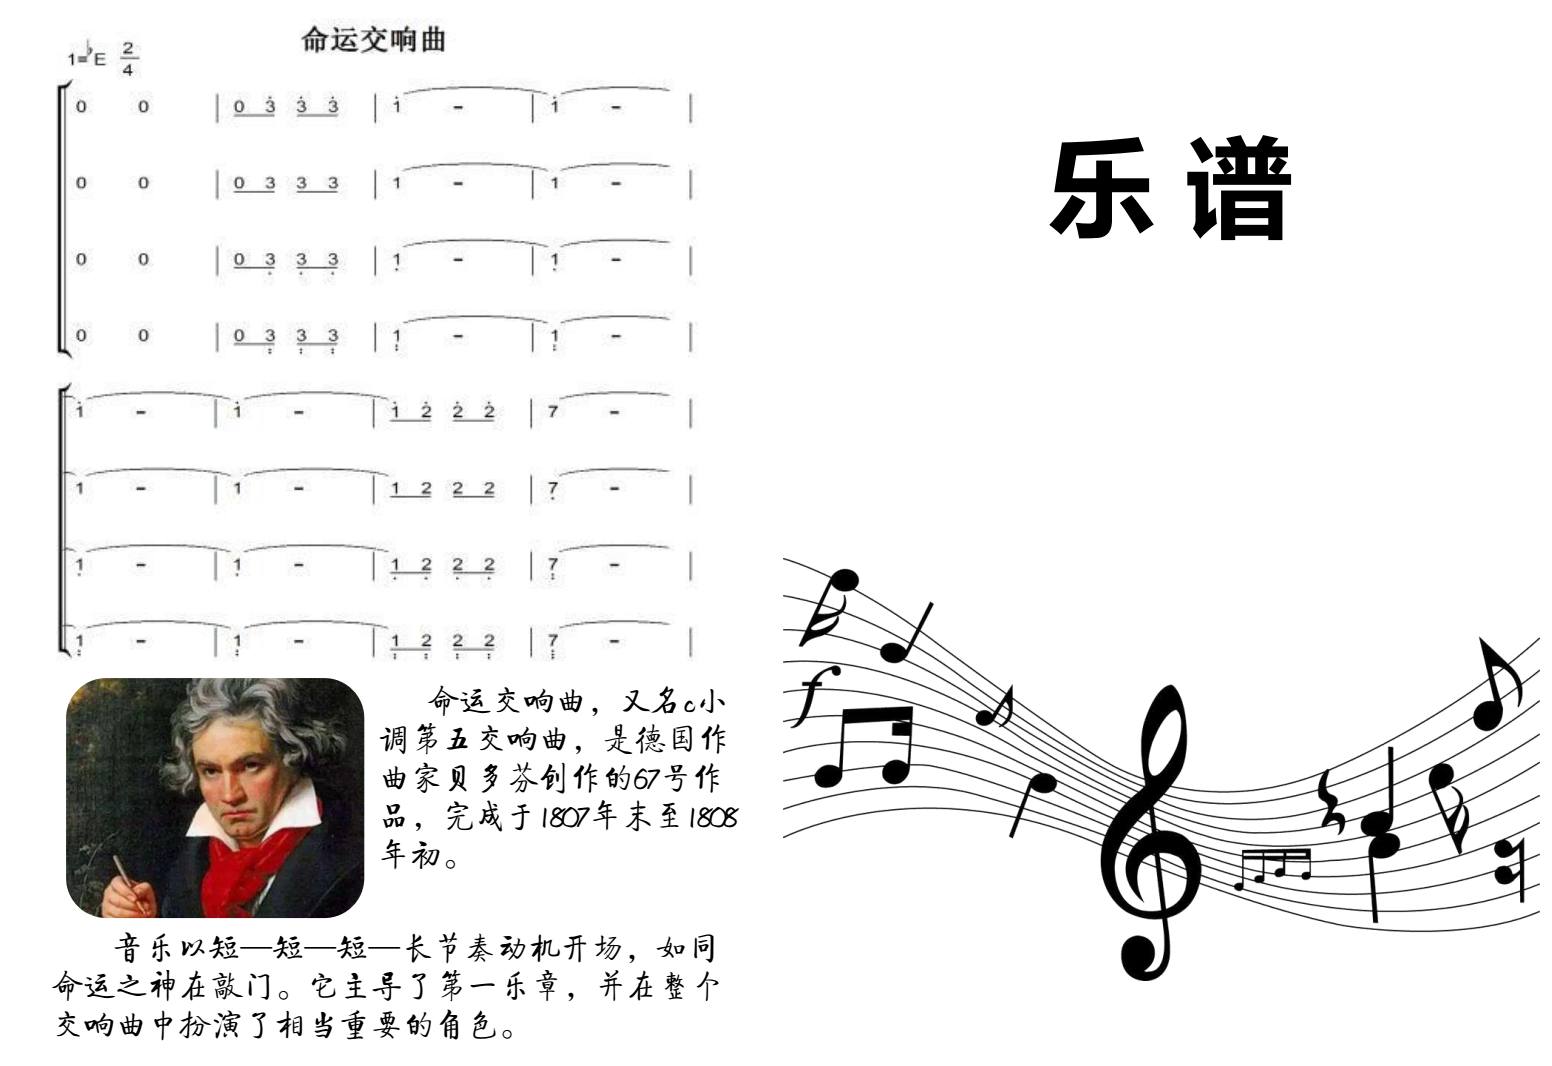 命运交响曲
1=♭E 2/4
0 0 | 0 3̇ 3̇ 3̇ | 1̇ - | 1̇ - |
0 0 | 0 3 3 3 | 1 - | 1 - |
0 0 | 0 3̣ 3̣ 3̣ | 1̣ - | 1̣ - |
0 0 | 0 3̤ 3̤ 3̤ | 1̤ - | 1̤ - |
1̇ - | 1̇ - | 1̇ 2̇ 2̇ 2̇ | 7 - |
1 - | 1 - | 1 2 2 2 | 7̣ - |
1̣ - | 1̣ - | 1̣ 2̣ 2̣ 2̣ | 7̤ - |
1̤ - | 1̤ - | 1̤ 2̤ 2̤ 2̤ | 7̤ - |
命运交响曲，又名c小
调第五交响曲，是德国作
曲家贝多芬创作的67号作
品，完成于1807年末至1808
年初。
音乐以短—短—短—长节奏动机开场，如同
命运之神在敲门。它主导了第一乐章，并在整个
交响曲中扮演了相当重要的角色。
乐谱